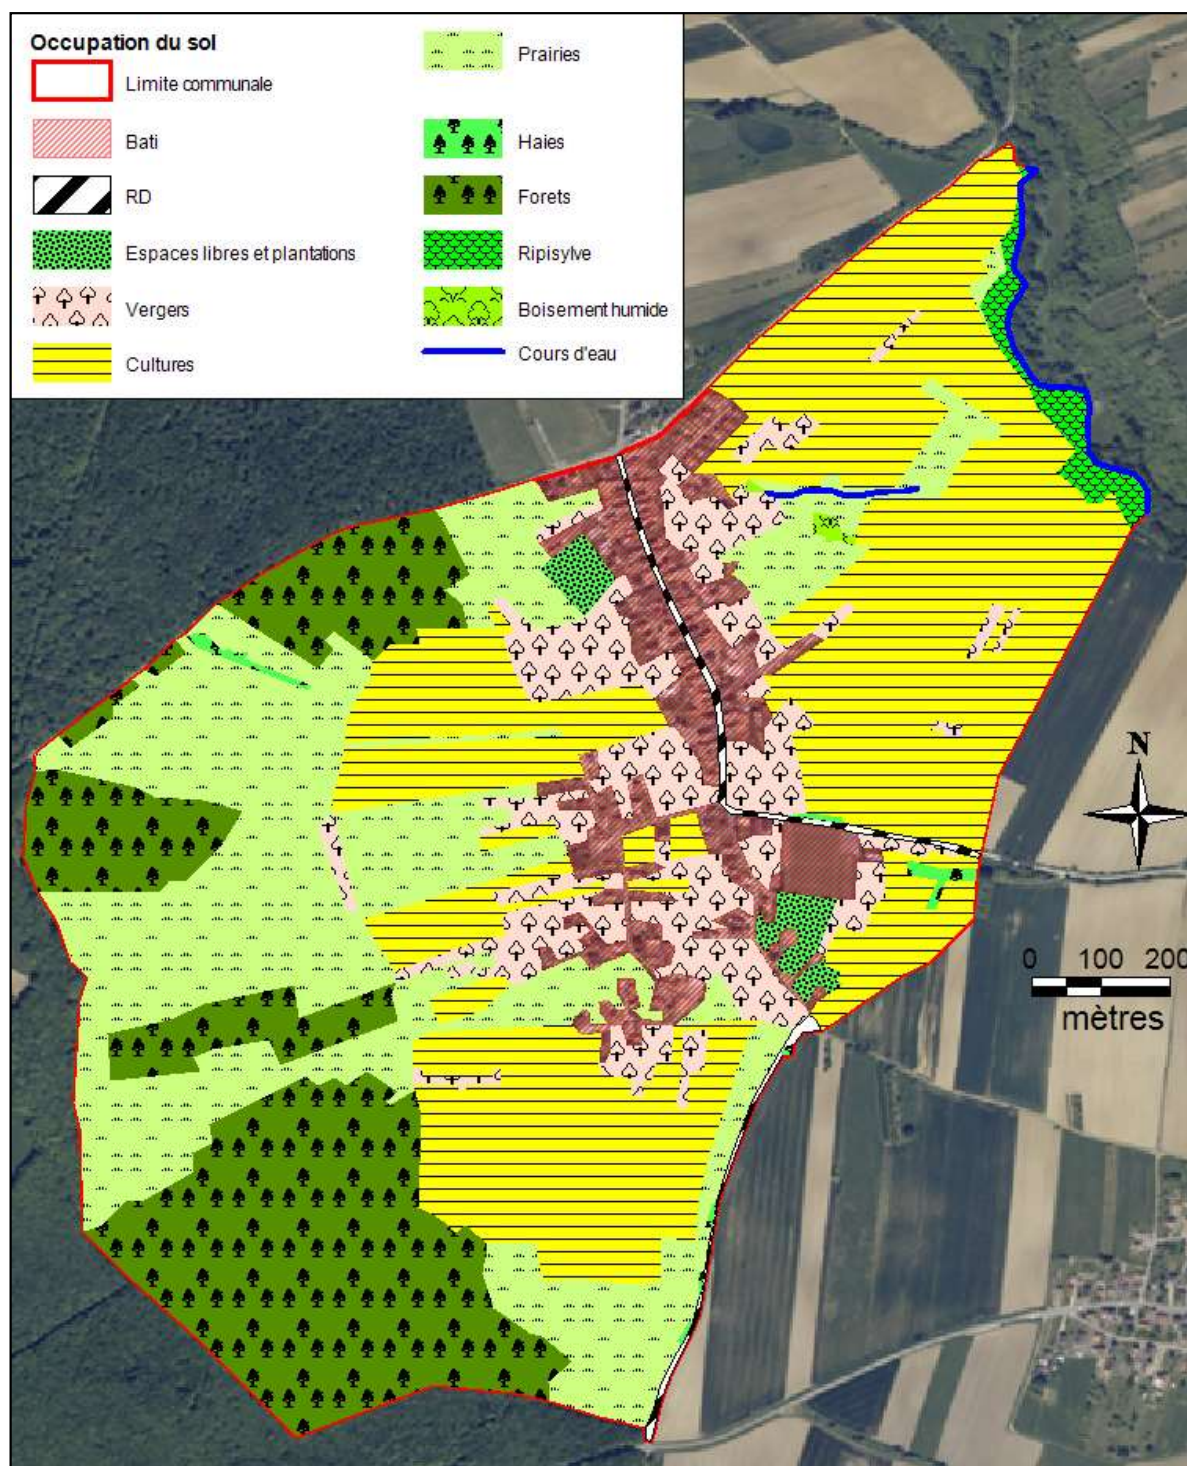 Occupation du sol
Limite communale
Bati
RD
Espaces libres et plantations
Vergers
Cultures
Prairies
Haies
Forets
Ripisylve
Boisement humide
Cours d'eau
N
0 100 200
mètres